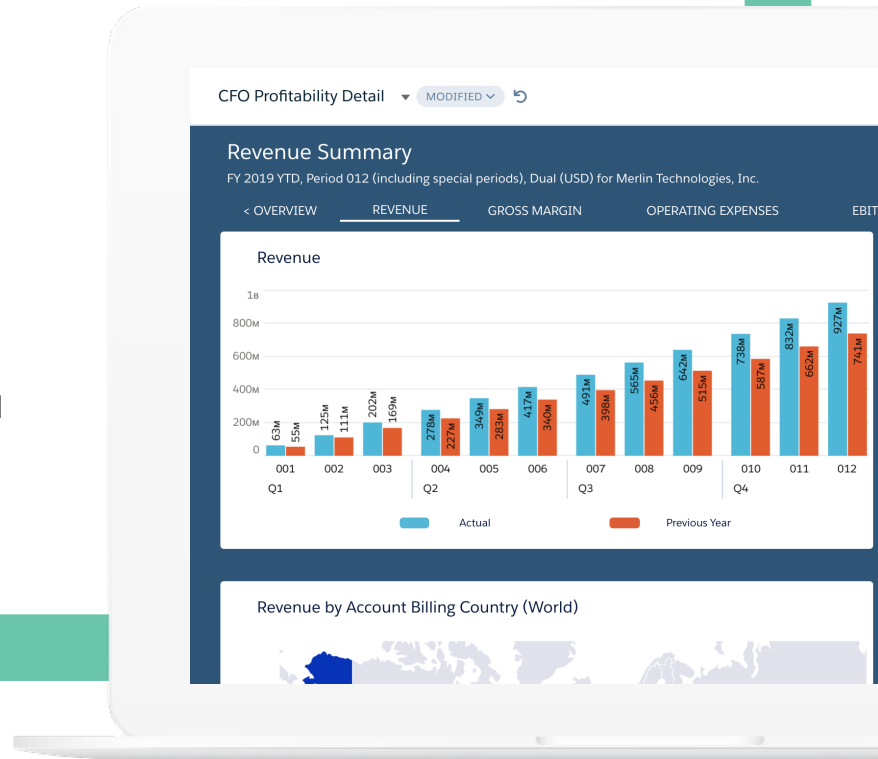 CFO Profitability Detail MODIFIED
Revenue Summary
FY 2019 YTD, Period 012 (including special periods), Dual (USD) for Merlin Technologies, Inc.
< OVERVIEW REVENUE GROSS MARGIN OPERATING EXPENSES EBIT
Revenue
1B
800M
600M
400M
200M
0
63M 55M 125M 111M 202M 169M 278M 227M 349M 283M 417M 340M 491M 398M 565M 456M 642M 515M 738M 587M 832M 662M 927M 741M
001 002 003 004 005 006 007 008 009 010 011 012
Q1 Q2 Q3 Q4
Actual Previous Year
Revenue by Account Billing Country (World)